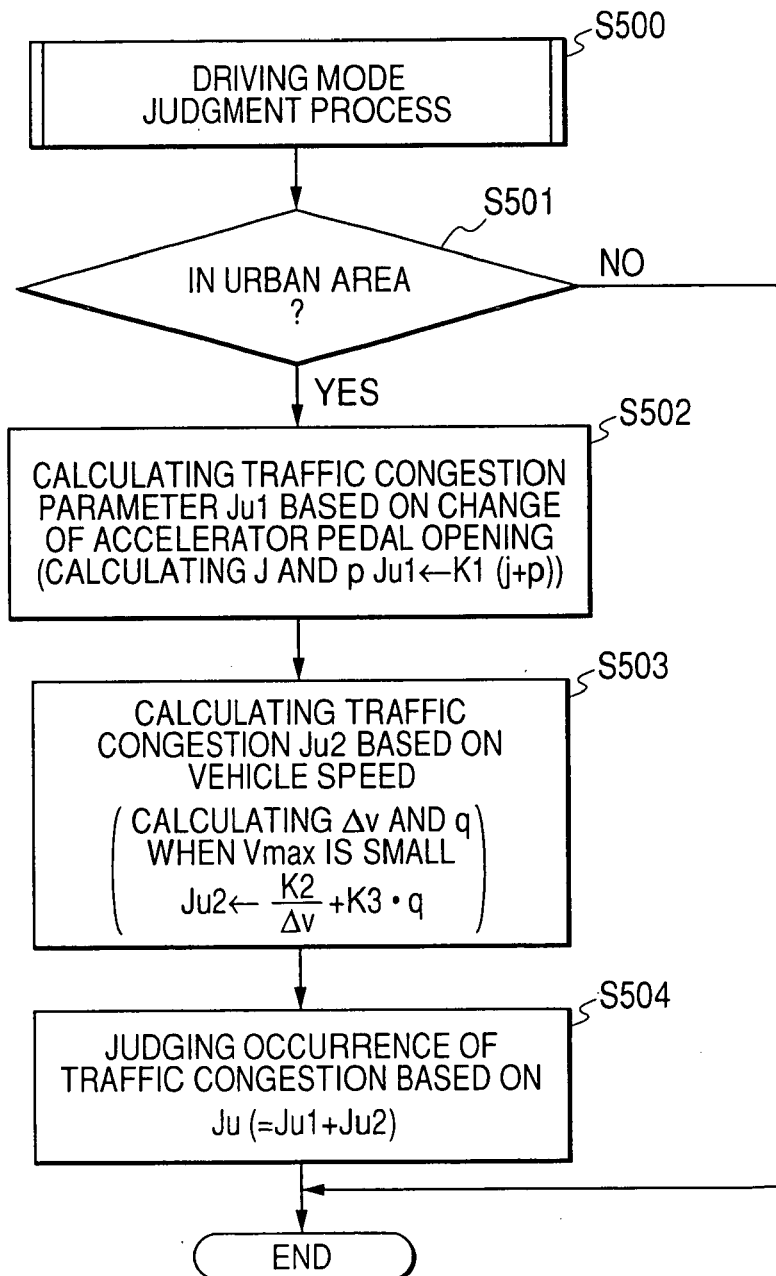 S500
DRIVING MODE
JUDGMENT PROCESS
S501
IN URBAN AREA
?
NO
YES
S502
CALCULATING TRAFFIC CONGESTION
PARAMETER Ju1 BASED ON CHANGE
OF ACCELERATOR PEDAL OPENING
(CALCULATING J AND p Ju1←K1 (j+p))
S503
CALCULATING TRAFFIC
CONGESTION Ju2 BASED ON
VEHICLE SPEED
(CALCULATING Δv AND q
WHEN Vmax IS SMALL
Ju2← K2/Δv +K3・q)
S504
JUDGING OCCURRENCE OF
TRAFFIC CONGESTION BASED ON
Ju (=Ju1+Ju2)
END